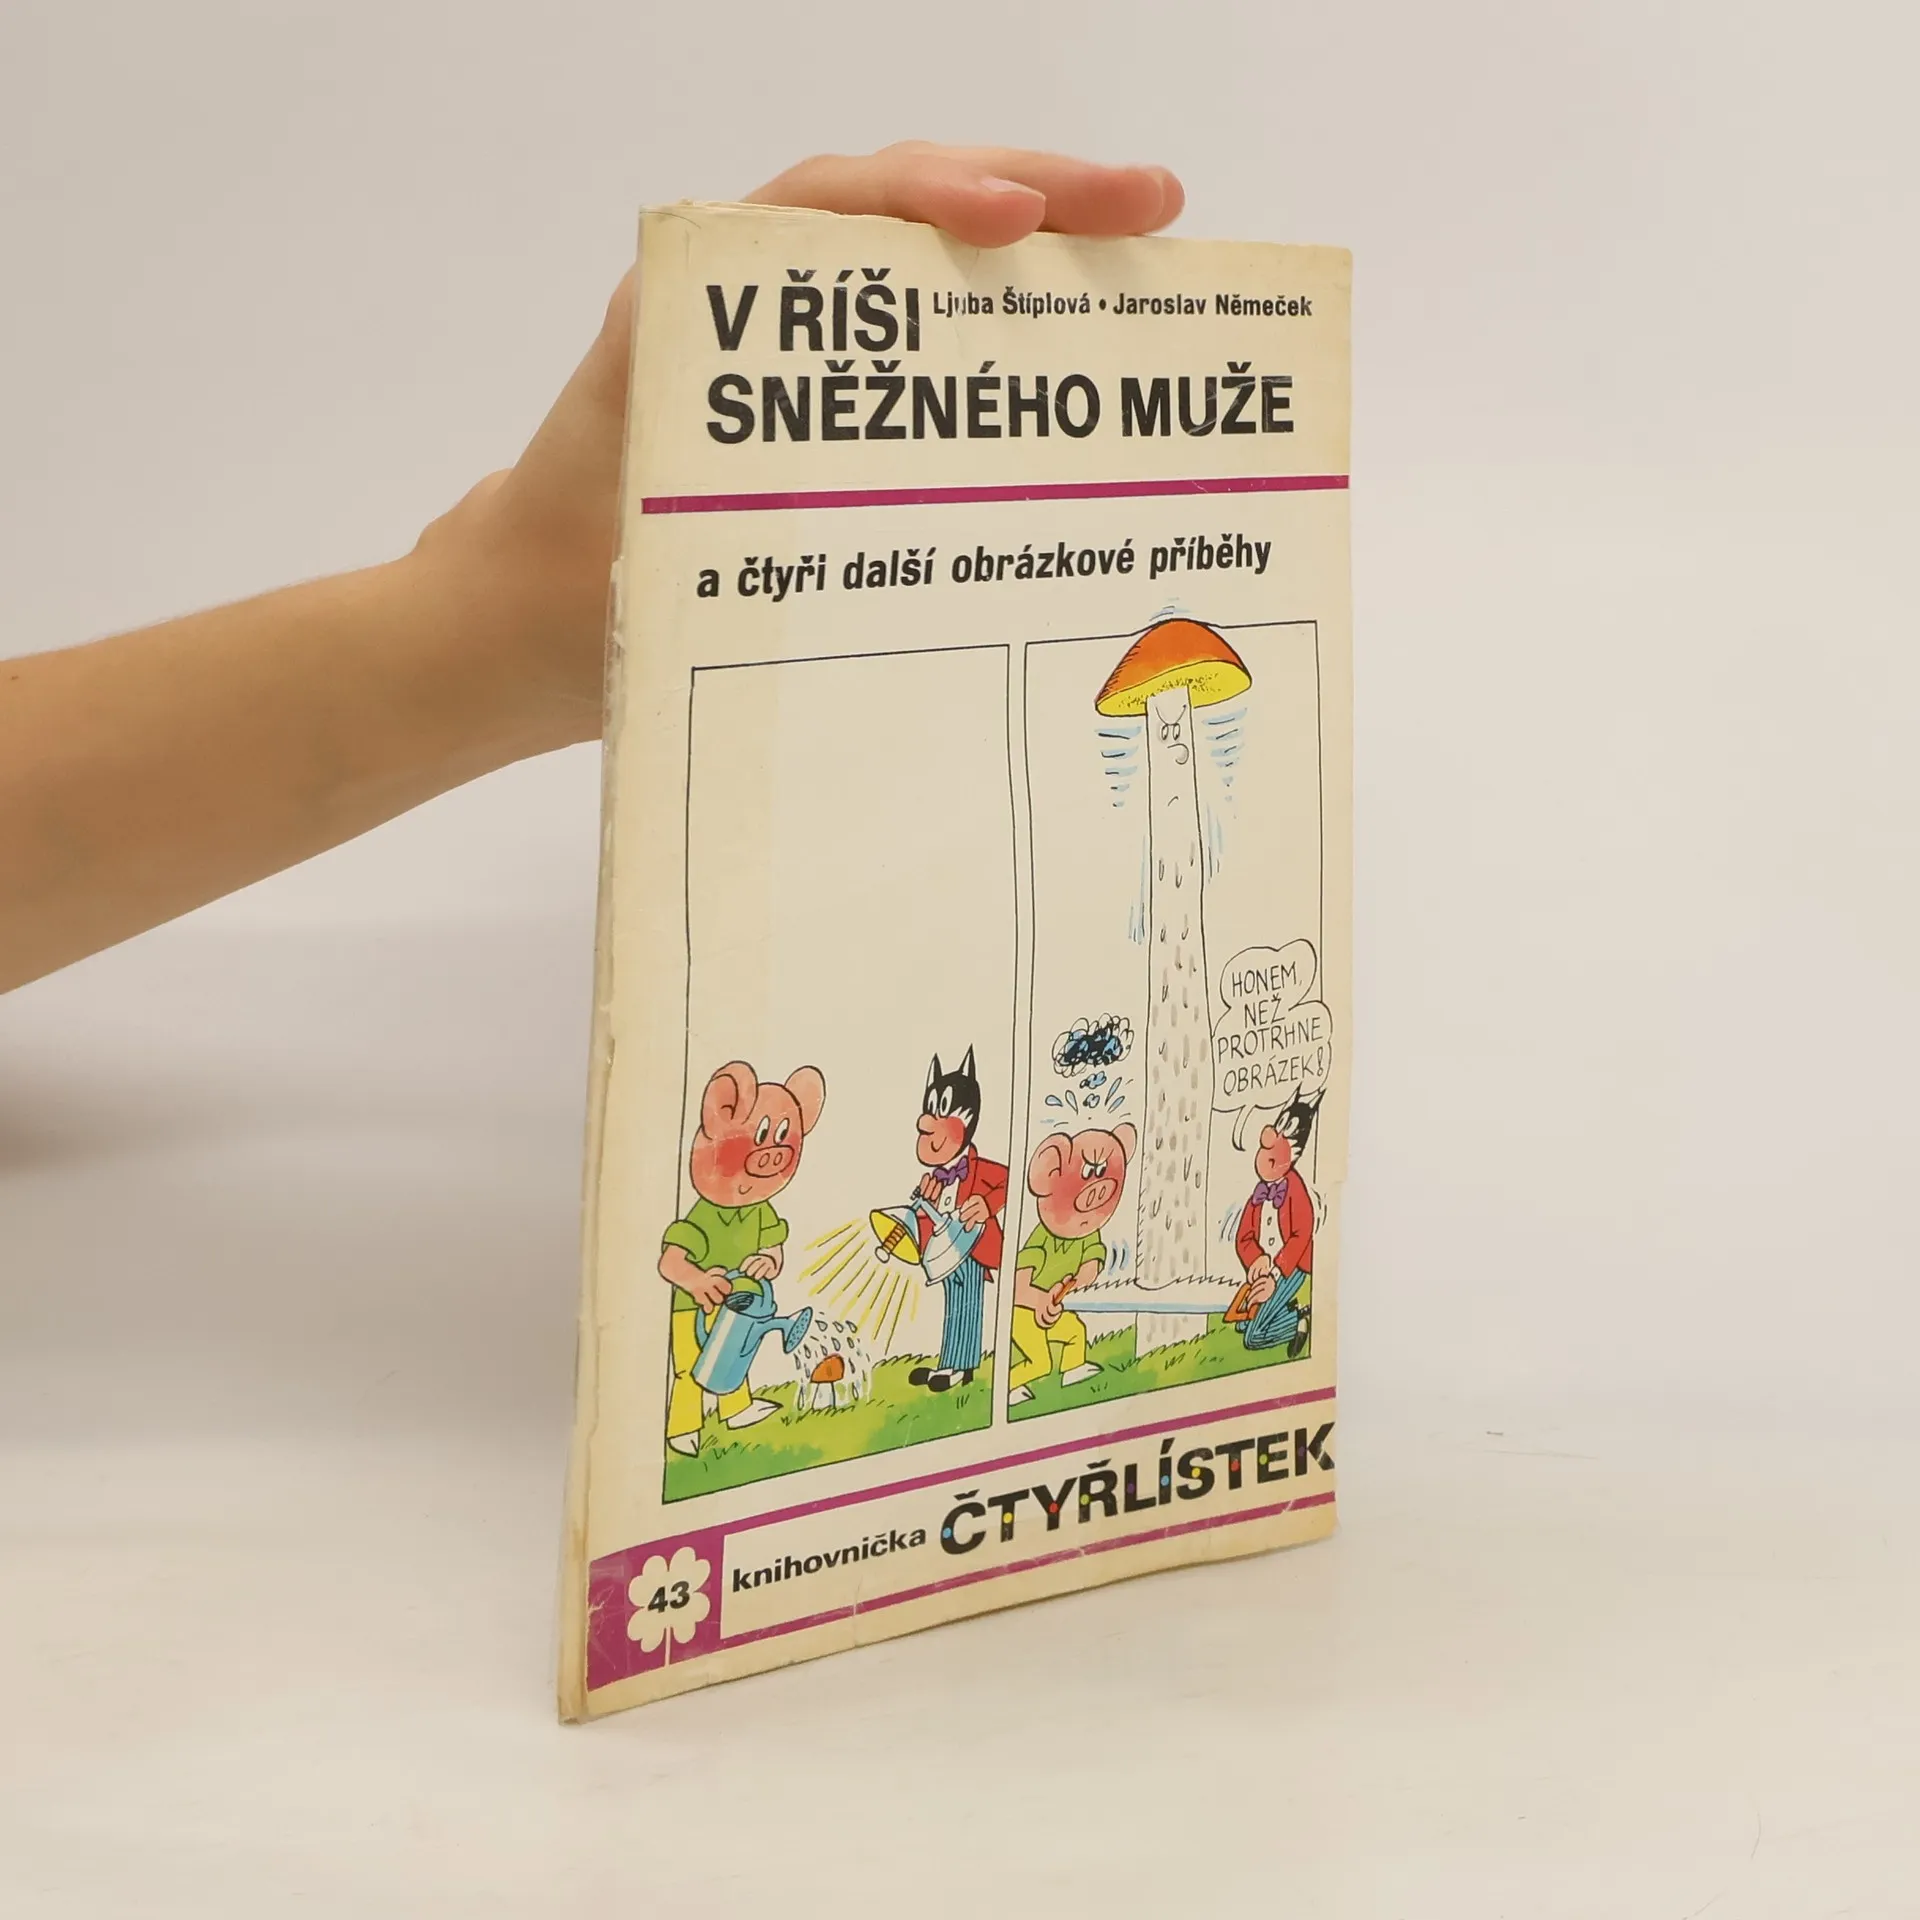 V ŘÍŠI
Ljuba Štíplová • Jaroslav Němeček
SNĚŽNÉHO MUŽE
a čtyři další obrázkové příběhy
HONEM,
NEŽ
PROTRHNE
OBRÁZEK!
43
knihovnička ČTYŘLÍSTEK